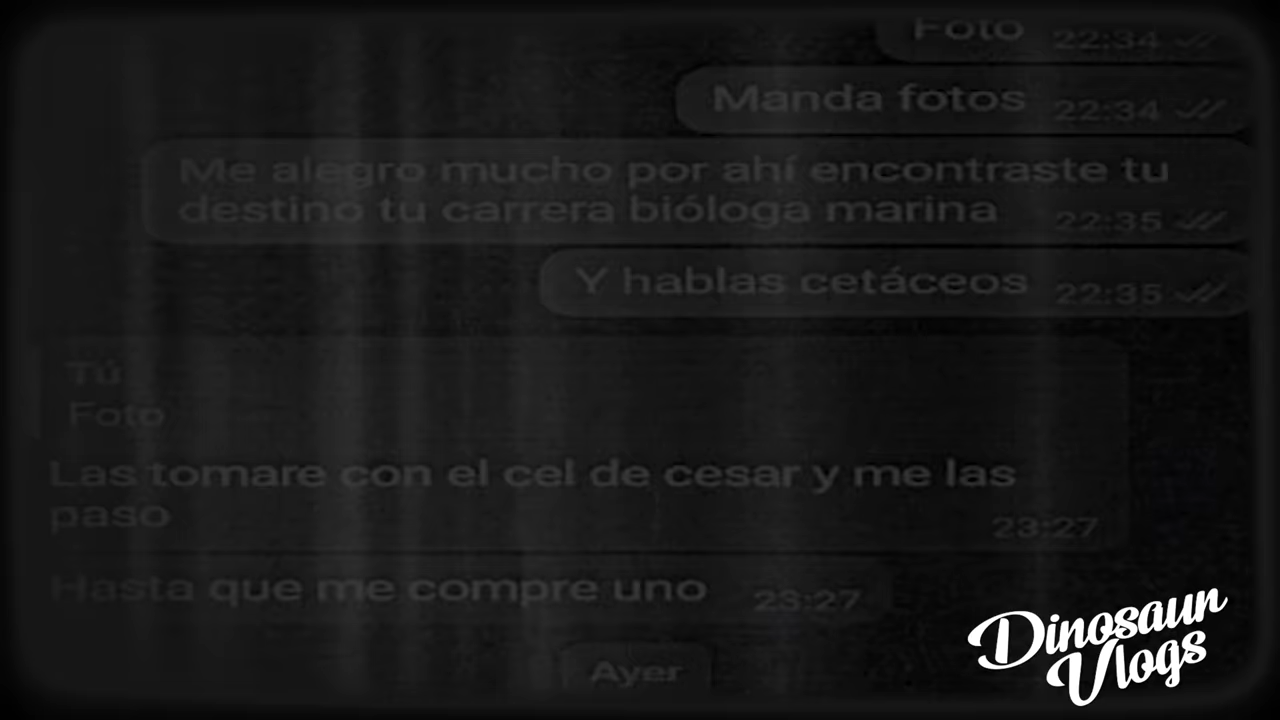 Foto 22:34
Manda fotos 22:34
Me alegro mucho por ahí encontraste tu
destino tu carrera bióloga marina 22:35
Y hablas cetáceos 22:35
Tú
Foto
Las tomare con el cel de cesar y me las
paso 23:27
Hasta que me compre uno 23:27
Ayer
Dinosaur
Vlogs